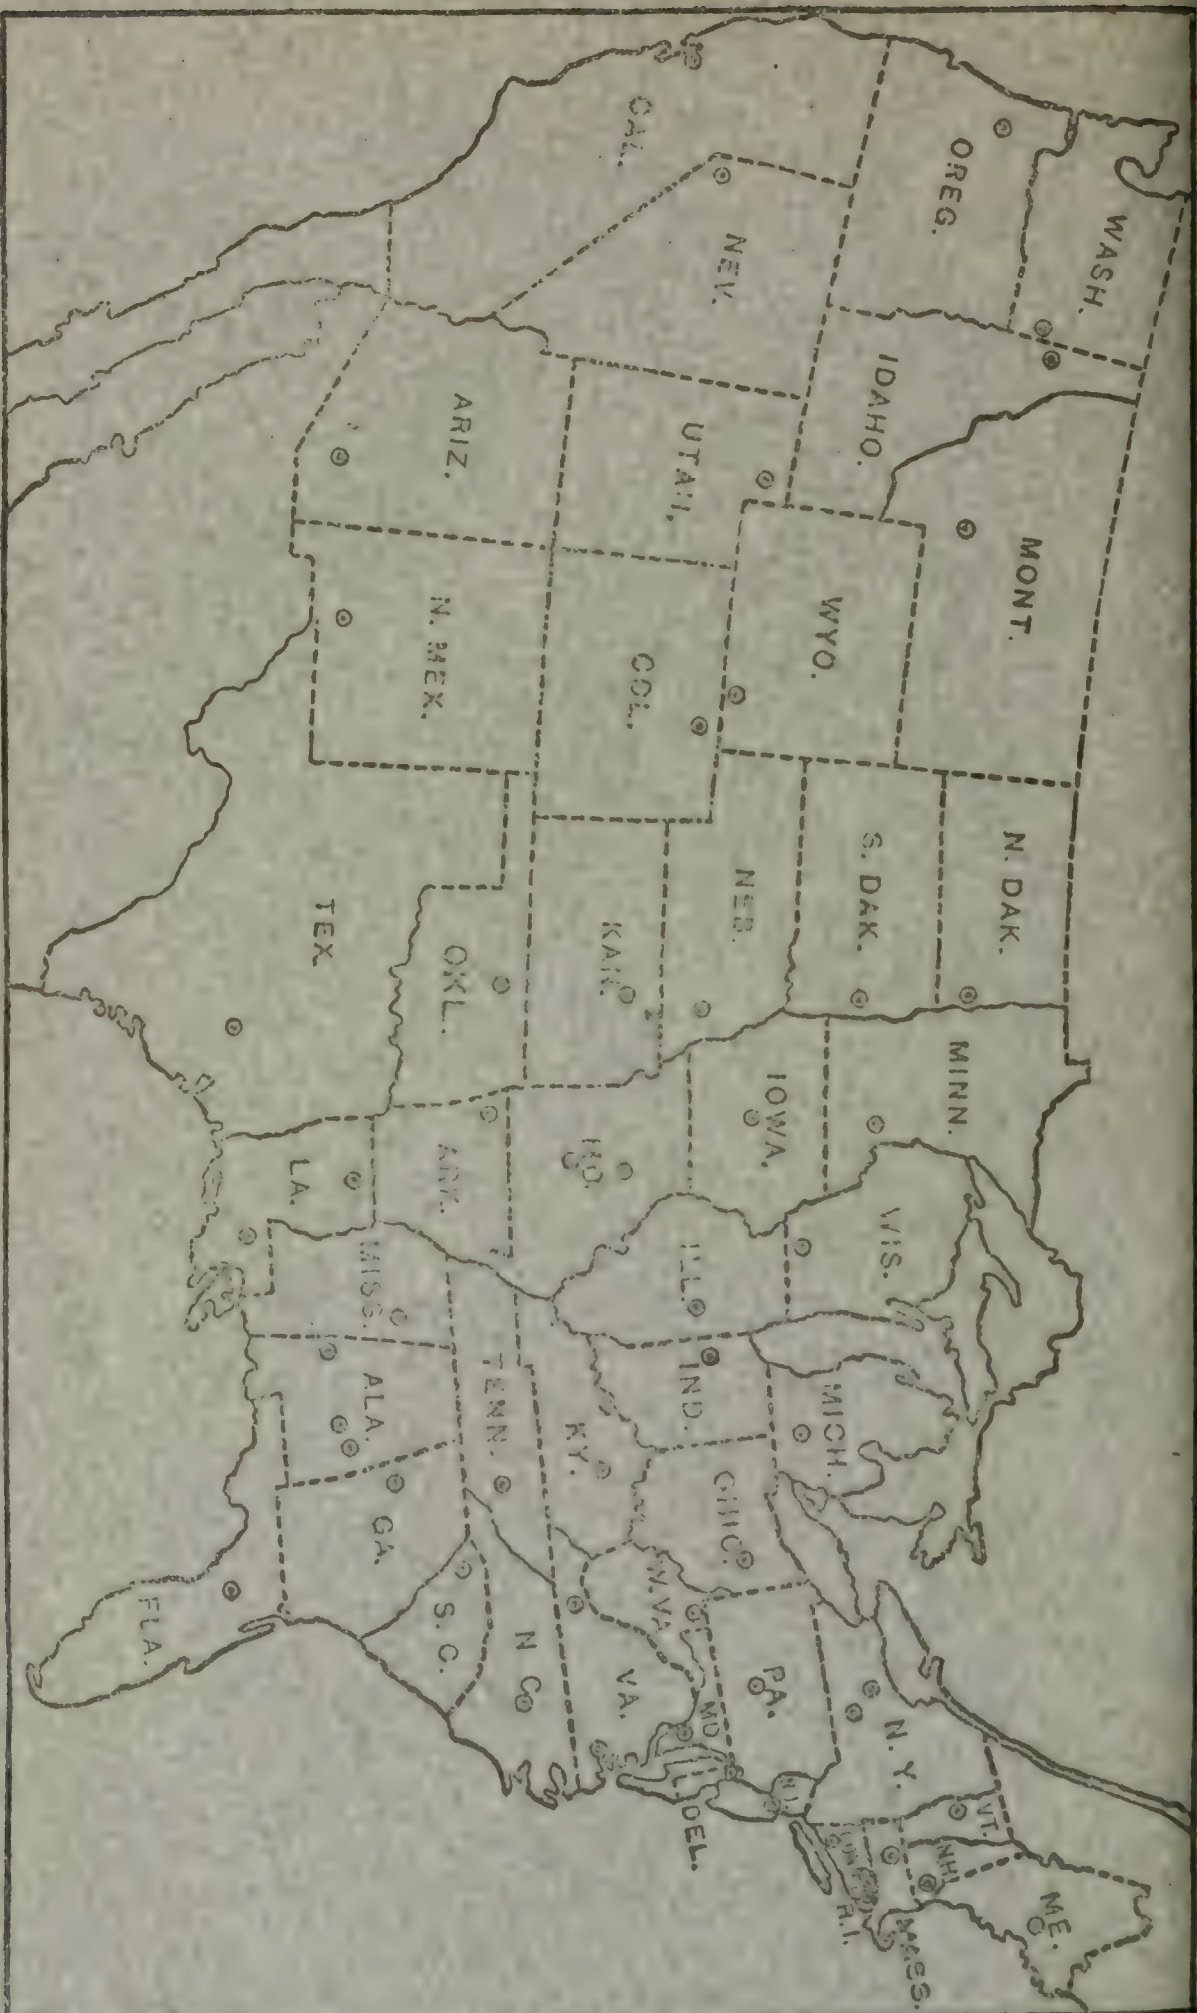 WASH.
OREG.
CAL.
NEV.
IDAHO.
MONT.
WYO.
UTAH,
ARIZ.
N. MEX.
COL.
N. DAK.
S. DAK.
NEB.
KAN.
OKL.
TEX.
MINN.
IOWA.
MO.
ARK.
LA.
WIS.
ILL.
MICH.
IND.
OHIO.
KY.
TENN.
MISS.
ALA.
GA.
FLA.
S. C.
N C
VA.
W.VA
MD
DEL.
PA.
N.J.
N. Y.
VT.
N.H.
ME.
MASS.
R.I.